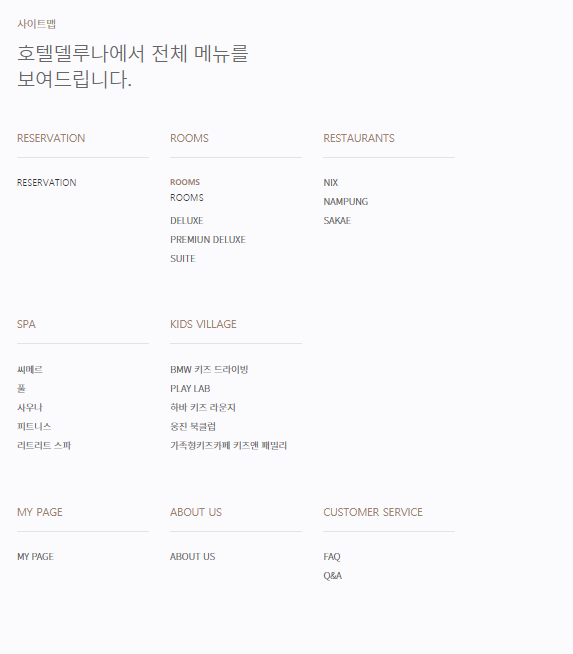 사이트맵
호텔델루나에서 전체 메뉴를
보여드립니다.
RESERVATION
RESERVATION
ROOMS
ROOMS
ROOMS
DELUXE
PREMIUN DELUXE
SUITE
RESTAURANTS
NIX
NAMPUNG
SAKAE
SPA
씨메르
풀
사우나
피트니스
리트리트 스파
KIDS VILLAGE
BMW 키즈 드라이빙
PLAY LAB
하바 키즈 라운지
웅진 북클럽
가족형키즈카페 키즈앤 패밀리
MY PAGE
MY PAGE
ABOUT US
ABOUT US
CUSTOMER SERVICE
FAQ
Q&A